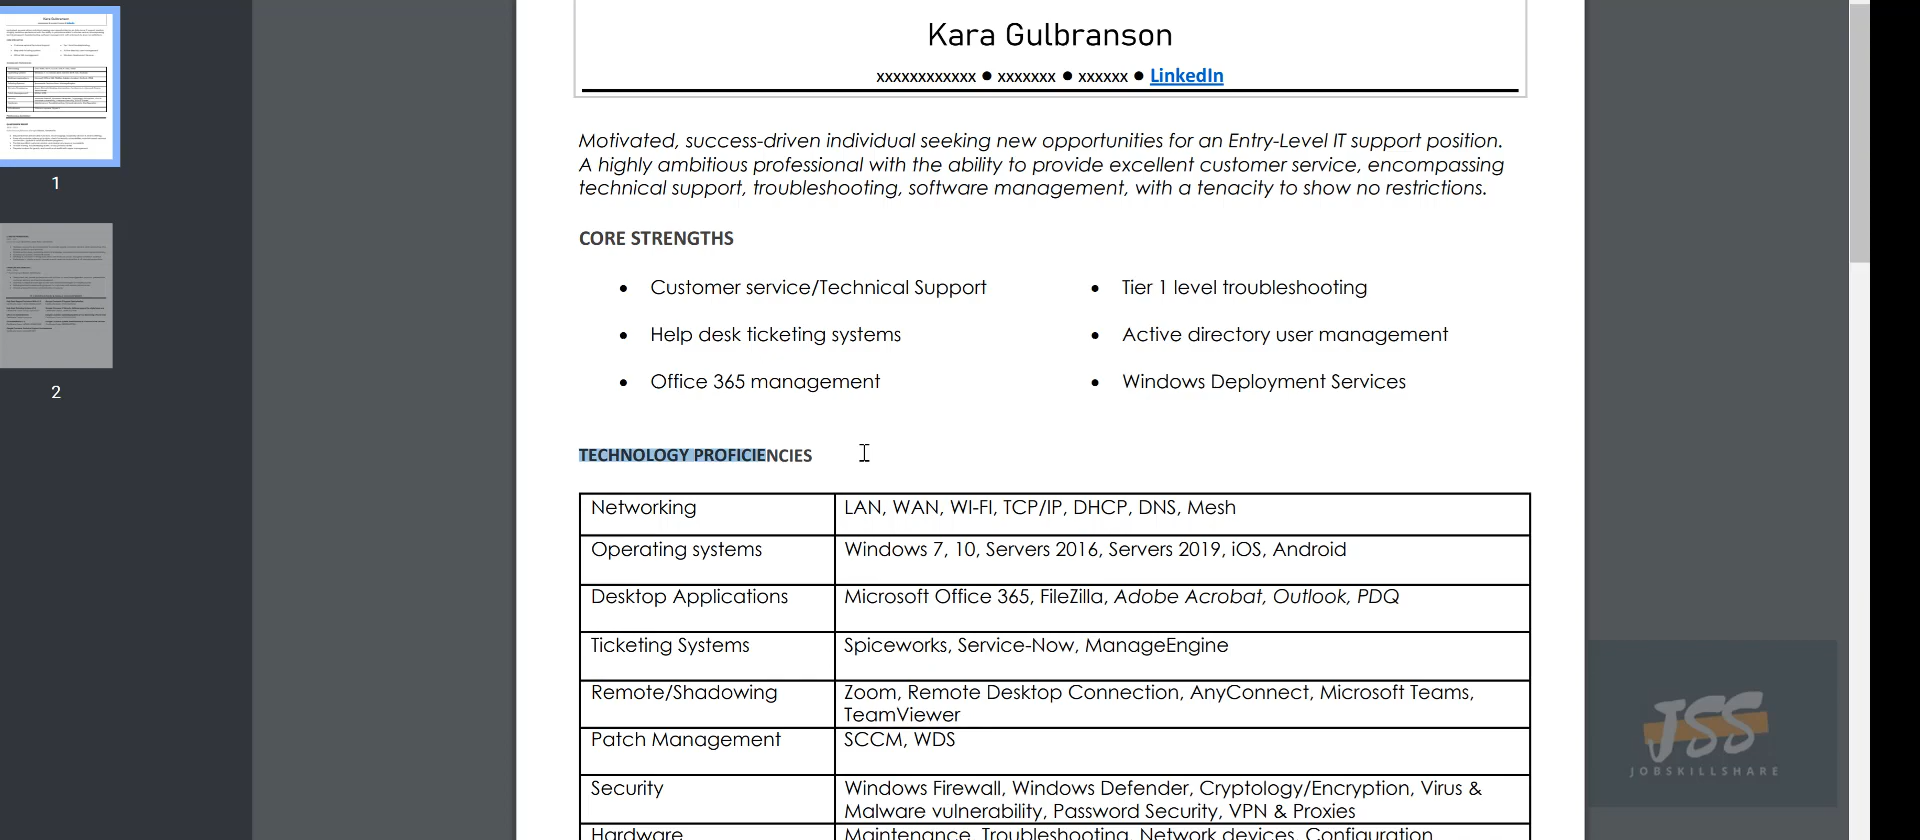 Kara Gulbranson
xxxxxxxxxxxx ● xxxxxxx ● xxxxxx ● LinkedIn
Motivated, success-driven individual seeking new opportunities for an Entry-Level IT support position.
A highly ambitious professional with the ability to provide excellent customer service, encompassing
technical support, troubleshooting, software management, with a tenacity to show no restrictions.
CORE STRENGTHS
• Customer service/Technical Support
• Tier 1 level troubleshooting
• Help desk ticketing systems
• Active directory user management
• Office 365 management
• Windows Deployment Services
TECHNOLOGY PROFICIENCIES
Networking LAN, WAN, WI-FI, TCP/IP, DHCP, DNS, Mesh
Operating systems Windows 7, 10, Servers 2016, Servers 2019, iOS, Android
Desktop Applications Microsoft Office 365, FileZilla, Adobe Acrobat, Outlook, PDQ
Ticketing Systems Spiceworks, Service-Now, ManageEngine
Remote/Shadowing Zoom, Remote Desktop Connection, AnyConnect, Microsoft Teams,
TeamViewer
Patch Management SCCM, WDS
Security Windows Firewall, Windows Defender, Cryptology/Encryption, Virus &
Malware vulnerability, Password Security, VPN & Proxies
Hardware Maintenance, Troubleshooting, Network devices, Configuration
1
2
JSS
JOBSKILLSHARE